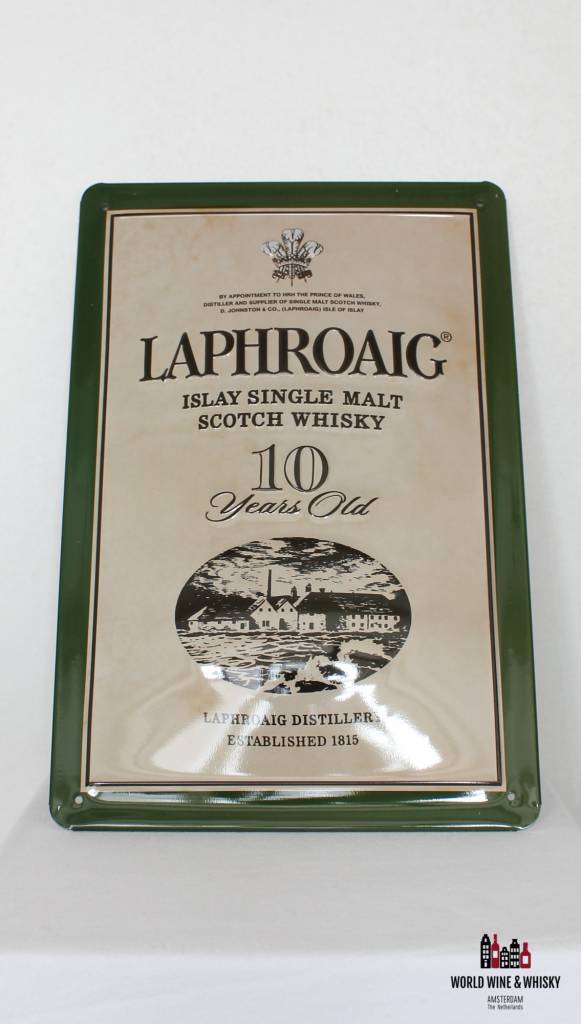 BY APPOINTMENT TO HRH THE PRINCE OF WALES,
DISTILLER AND SUPPLIER OF SINGLE MALT SCOTCH WHISKY,
D. JOHNSTON & CO., (LAPHROAIG) ISLE OF ISLAY
LAPHROAIG®
ISLAY SINGLE MALT
SCOTCH WHISKY
10
Years Old
LAPHROAIG DISTILLERY
ESTABLISHED 1815
WORLD WINE & WHISKY
AMSTERDAM
The Netherlands